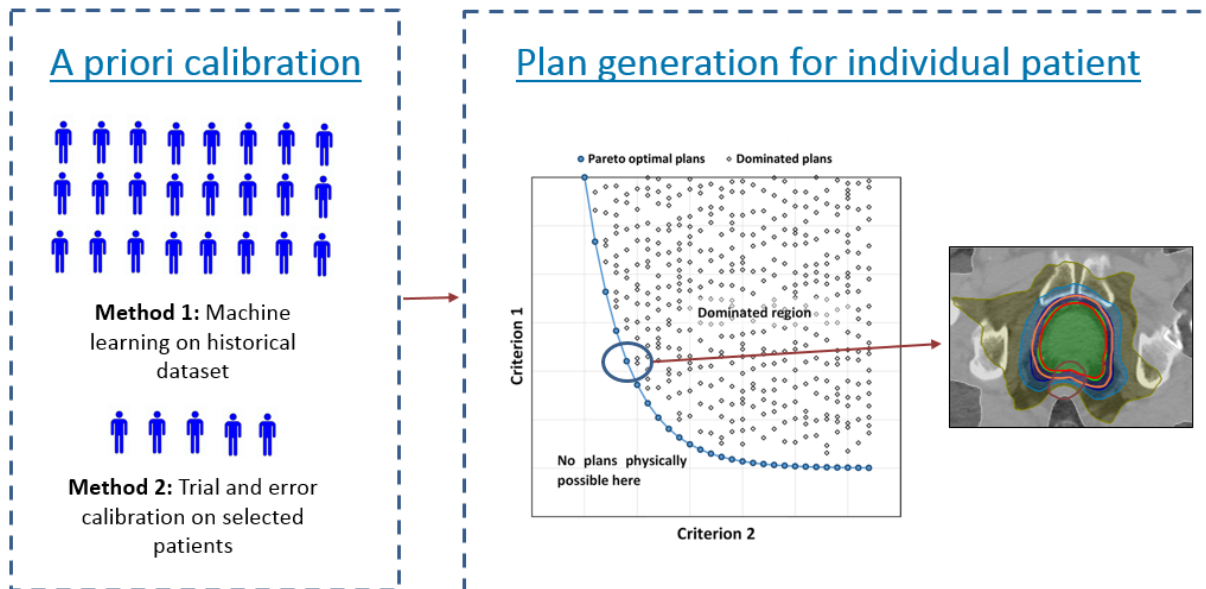 A priori calibration
Method 1: Machine
learning on historical
dataset
Method 2: Trial and error
calibration on selected
patients
Plan generation for individual patient
Pareto optimal plans
Dominated plans
Criterion 1
Dominated region
No plans physically
possible here
Criterion 2